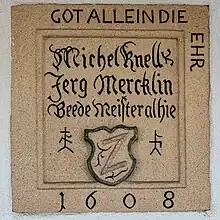 GOT ALLEIN DIE
EHR
Michel Knell
Jerg Mercklin
Beede Meister alhie
1608